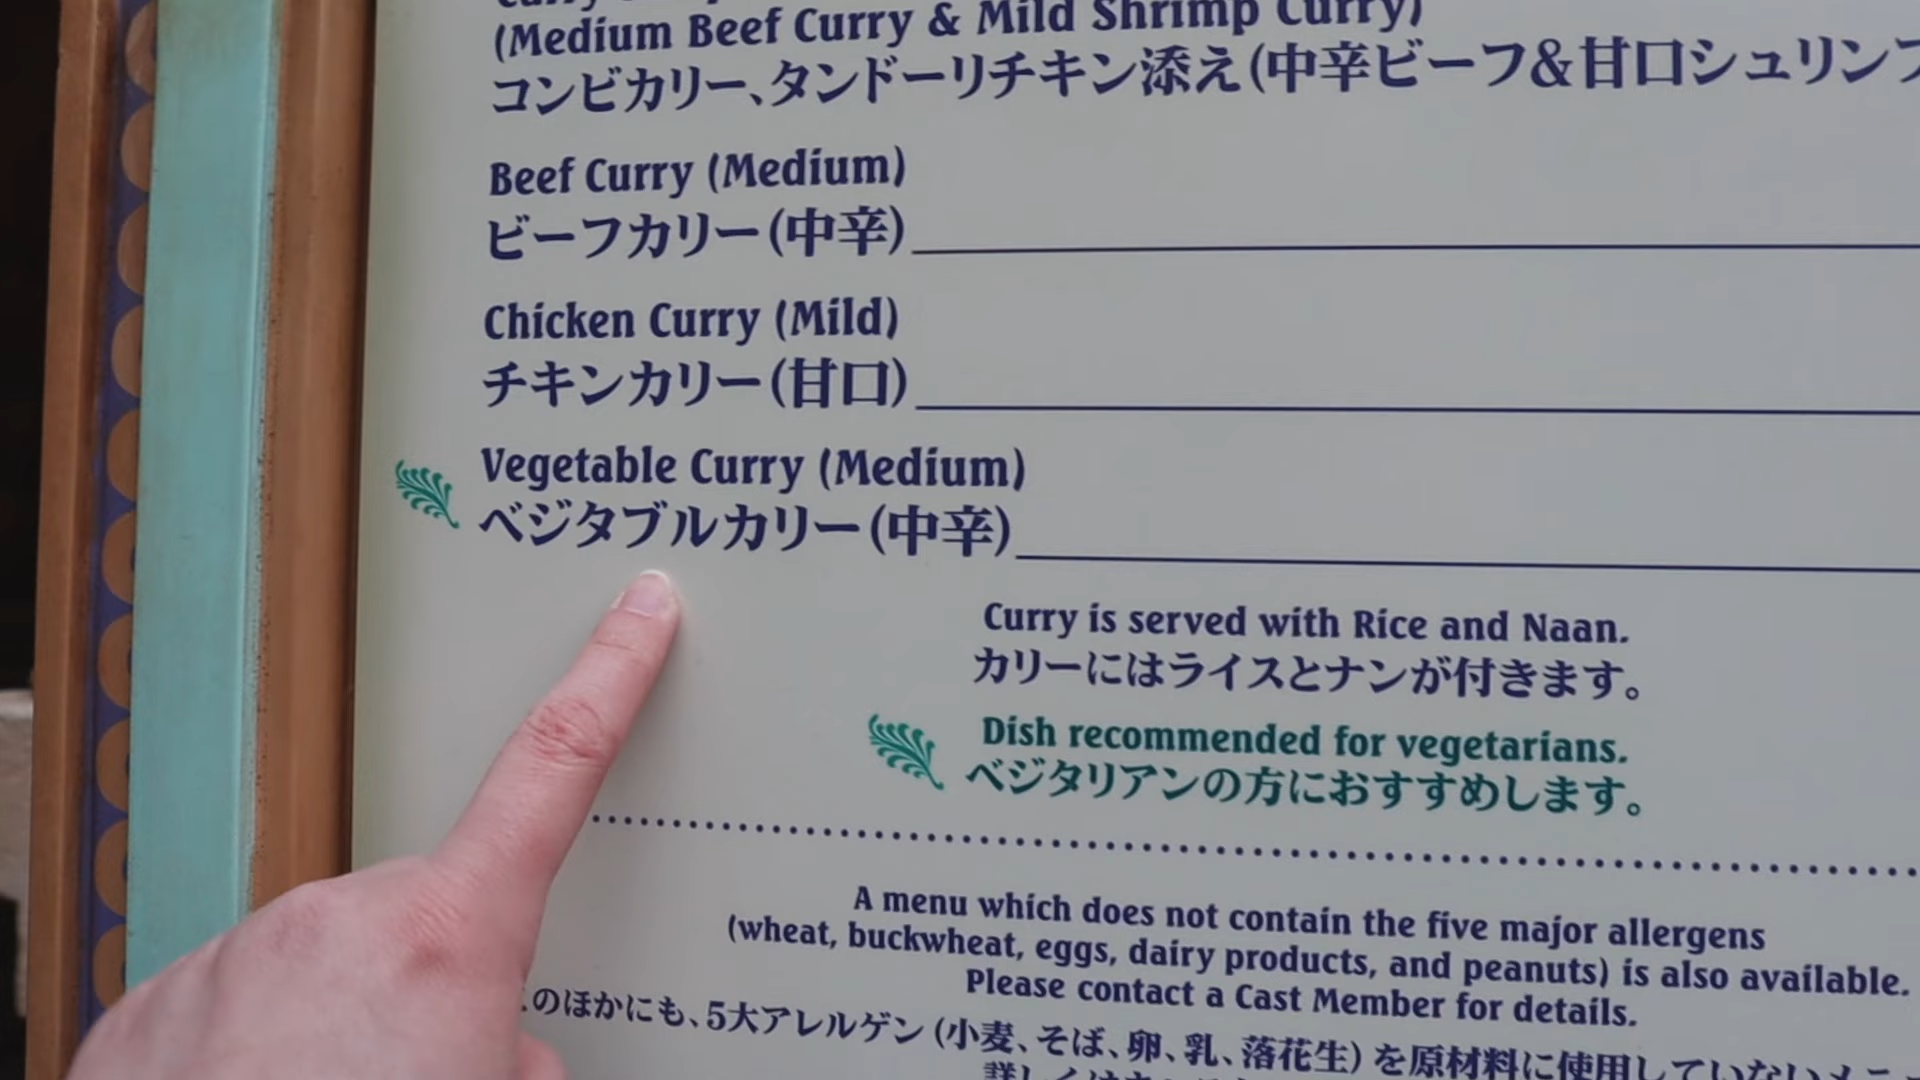 (Medium Beef Curry & Mild Shrimp Curry)
コンビカリー、タンドーリチキン添え(中辛ビーフ&甘口シュリンプ
Beef Curry (Medium)
ビーフカリー(中辛)
Chicken Curry (Mild)
チキンカリー(甘口)
Vegetable Curry (Medium)
ベジタブルカリー(中辛)
Curry is served with Rice and Naan.
カリーにはライスとナンが付きます。
Dish recommended for vegetarians.
ベジタリアンの方におすすめします。
A menu which does not contain the five major allergens
(wheat, buckwheat, eggs, dairy products, and peanuts) is also available.
Please contact a Cast Member for details.
のほかにも、5大アレルゲン(小麦、そば、卵、乳、落花生)を原材料に使用していないメニュ